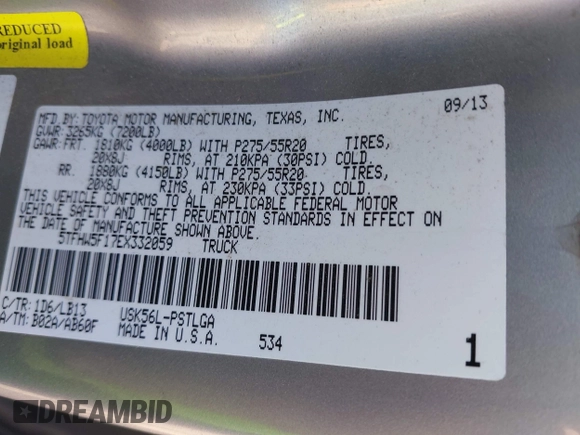 REDUCED
original load
MFD.BY: TOYOTA MOTOR MANUFACTURING, TEXAS, INC. 09/13
GVWR: 3265KG (7200LB)
GAWR: FRT. 1810KG (4000LB) WITH P275/55R20 TIRES,
20X8J RIMS, AT 210KPA (30PSI) COLD.
RR. 1880KG (4150LB) WITH P275/55R20 TIRES,
20X8J RIMS, AT 230KPA (33PSI) COLD.
THIS VEHICLE CONFORMS TO ALL APPLICABLE FEDERAL MOTOR
VEHICLE SAFETY AND THEFT PREVENTION STANDARDS IN EFFECT ON
THE DATE OF MANUFACTURE SHOWN ABOVE.
5TFHW5F17EX332059 TRUCK
C/TR: 1D6/LB13 USK56L-PSTLGA
A/TM: B02A/AB60F MADE IN U.S.A. 534 1
DREAMBID